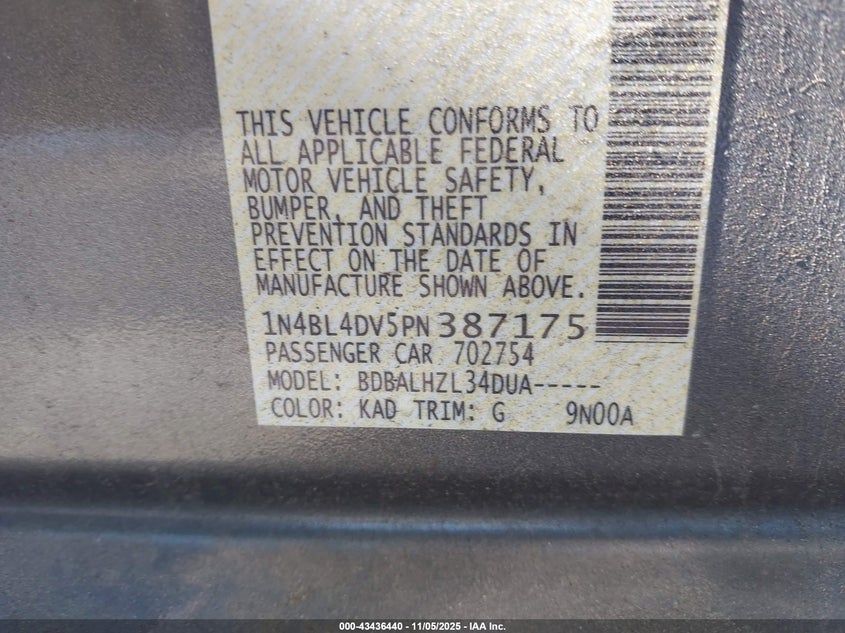 THIS VEHICLE CONFORMS TO
ALL APPLICABLE FEDERAL
MOTOR VEHICLE SAFETY,
BUMPER, AND THEFT
PREVENTION STANDARDS IN
EFFECT ON THE DATE OF
MANUFACTURE SHOWN ABOVE.
1N4BL4DV5PN387175
PASSENGER CAR 702754
MODEL: BDBALHZL34DUA-----
COLOR: KAD TRIM: G 9N00A
000-43436440 - 11/05/2025 - IAA Inc.